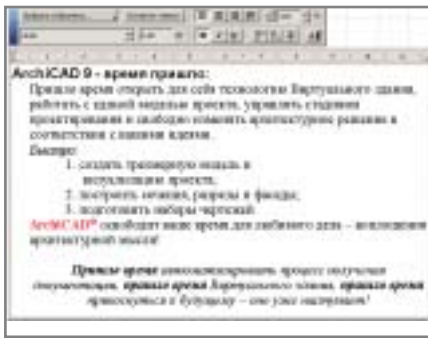 ArchiCAD 9 - время пришло:
Пришло время открыть для себя технологию Виртуального здания,
работать с единой моделью проекта, управлять стадиями
проектирования и свободно изменять архитектурные решения в
соответствии с вашими идеями.
Быстро:
1. создать трехмерную модель и
визуализацию проекта;
2. построить сечения, разрезы и фасады;
3. подготовить наборы чертежей
ArchiCAD® освободит ваше время для любимого дела – воплощения
архитектурной мысли!
Пришло время автоматизировать процесс получения
документации, пришло время Виртуального здания, пришло время
прикоснуться к будущему – оно уже наступило!